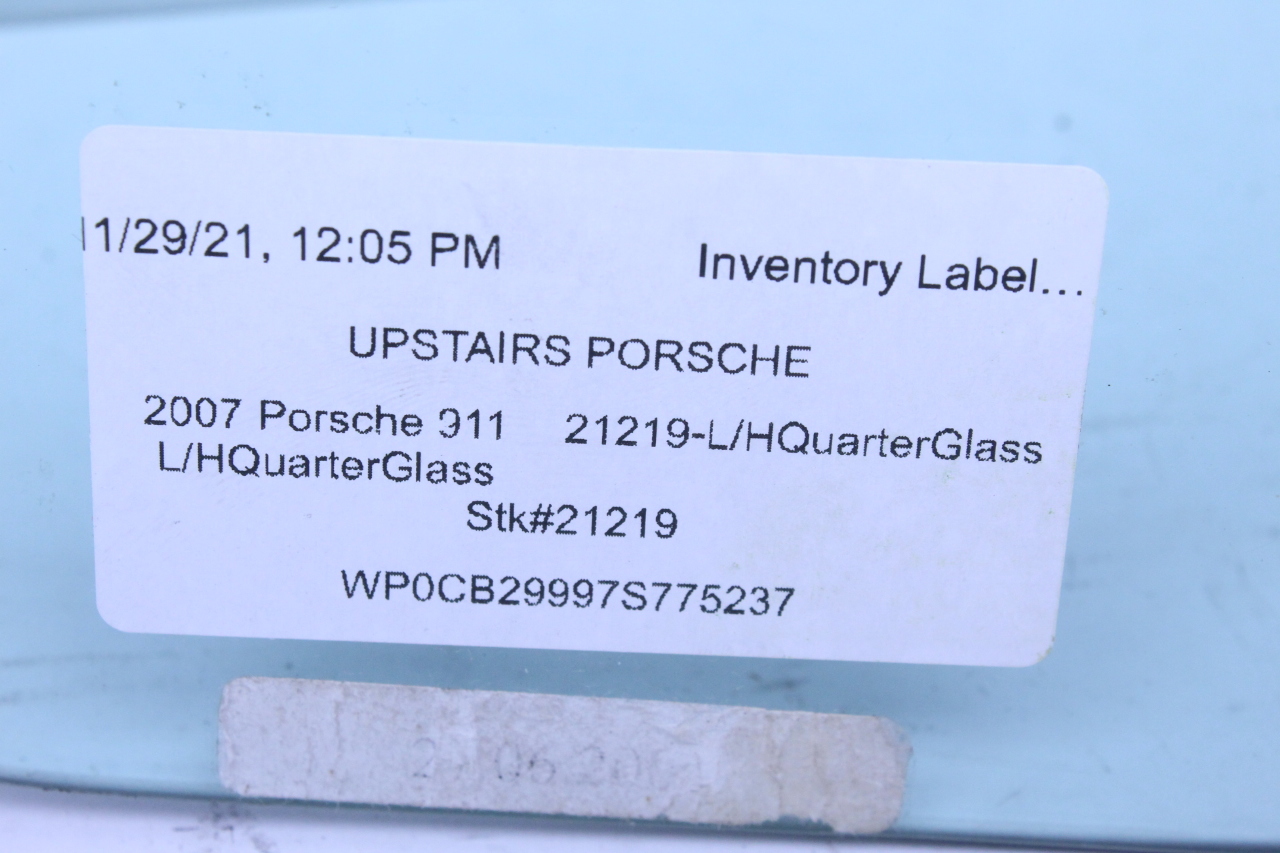 11/29/21, 12:05 PM Inventory Label...
UPSTAIRS PORSCHE
2007 Porsche 911 21219-L/HQuarterGlass
L/HQuarterGlass
Stk#21219
WP0CB29997S775237